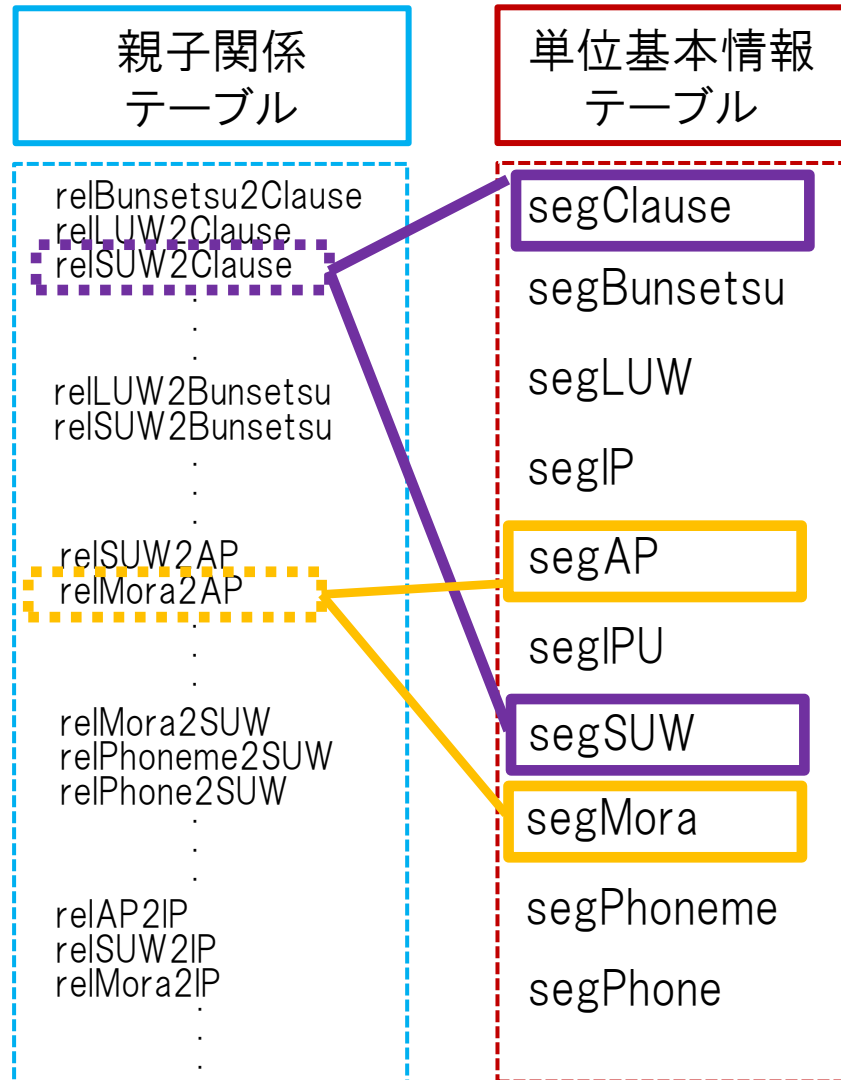 親子関係
テーブル
relBunsetsu2Clause
relLUW2Clause
relSUW2Clause
.
.
.
relLUW2Bunsetsu
relSUW2Bunsetsu
.
.
.
relSUW2AP
relMora2AP
.
.
.
relMora2SUW
relPhoneme2SUW
relPhone2SUW
.
.
.
relAP2IP
relSUW2IP
relMora2IP
.
.
.
単位基本情報
テーブル
segClause
segBunsetsu
segLUW
segIP
segAP
segIPU
segSUW
segMora
segPhoneme
segPhone